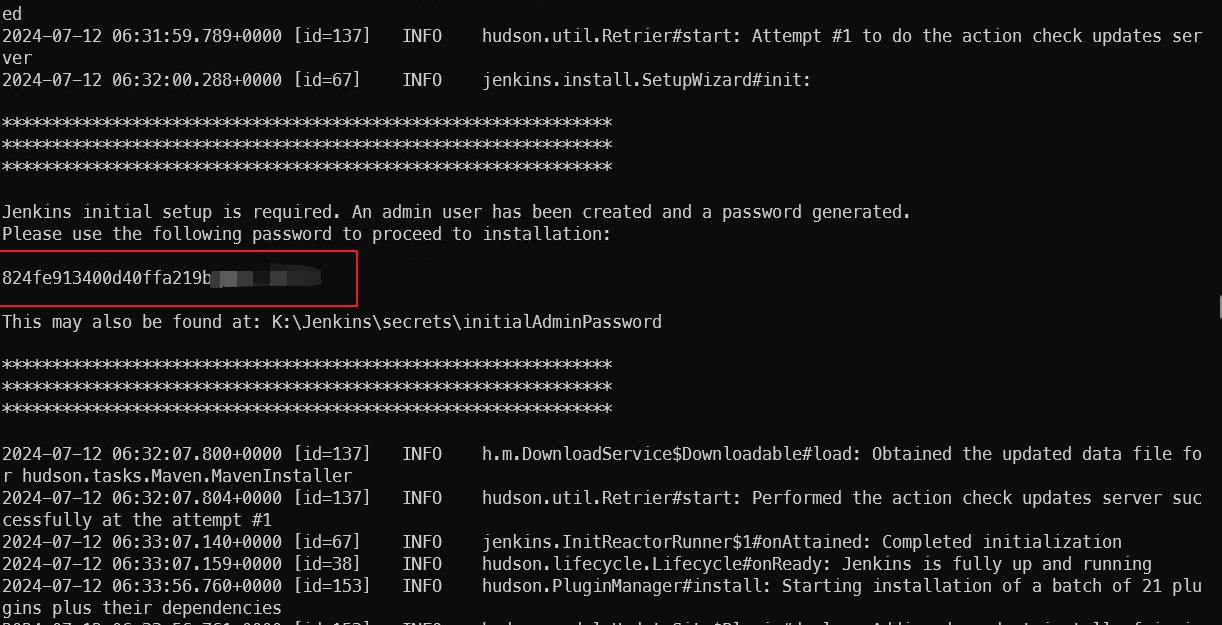 ed
2024-07-12 06:31:59.789+0000 [id=137]   INFO    hudson.util.Retrier#start: Attempt #1 to do the action check updates ser
ver
2024-07-12 06:32:00.288+0000 [id=67]    INFO    jenkins.install.SetupWizard#init:
*************************************************************
*************************************************************
*************************************************************
Jenkins initial setup is required. An admin user has been created and a password generated.
Please use the following password to proceed to installation:
824fe913400d40ffa219b
This may also be found at: K:\Jenkins\secrets\initialAdminPassword
*************************************************************
*************************************************************
*************************************************************
2024-07-12 06:32:07.800+0000 [id=137]   INFO    h.m.DownloadService$Downloadable#load: Obtained the updated data file fo
r hudson.tasks.Maven.MavenInstaller
2024-07-12 06:32:07.804+0000 [id=137]   INFO    hudson.util.Retrier#start: Performed the action check updates server suc
cessfully at the attempt #1
2024-07-12 06:33:07.140+0000 [id=67]    INFO    jenkins.InitReactorRunner$1#onAttained: Completed initialization
2024-07-12 06:33:07.159+0000 [id=38]    INFO    hudson.lifecycle.Lifecycle#onReady: Jenkins is fully up and running
2024-07-12 06:33:56.760+0000 [id=153]   INFO    hudson.PluginManager#install: Starting installation of a batch of 21 plu
gins plus their dependencies